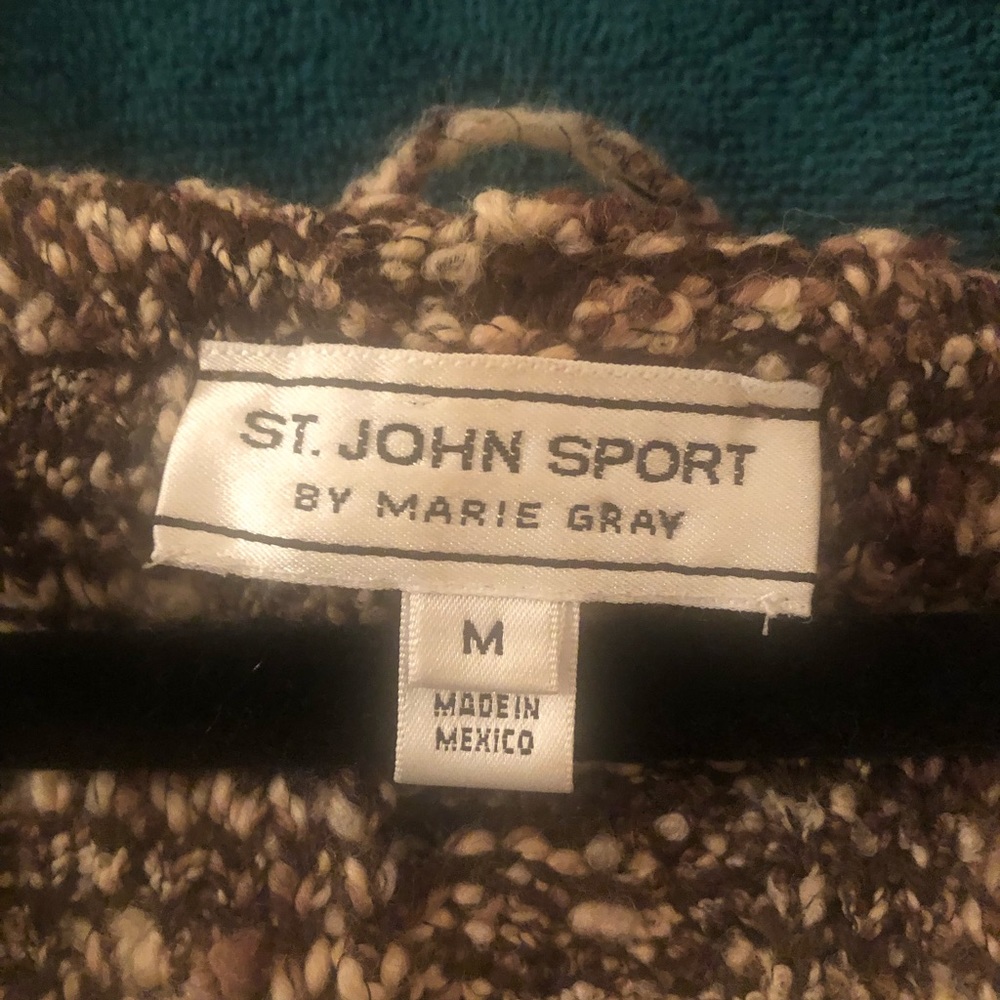 ST. JOHN SPORT
BY MARIE GRAY
M
MADE IN
MEXICO